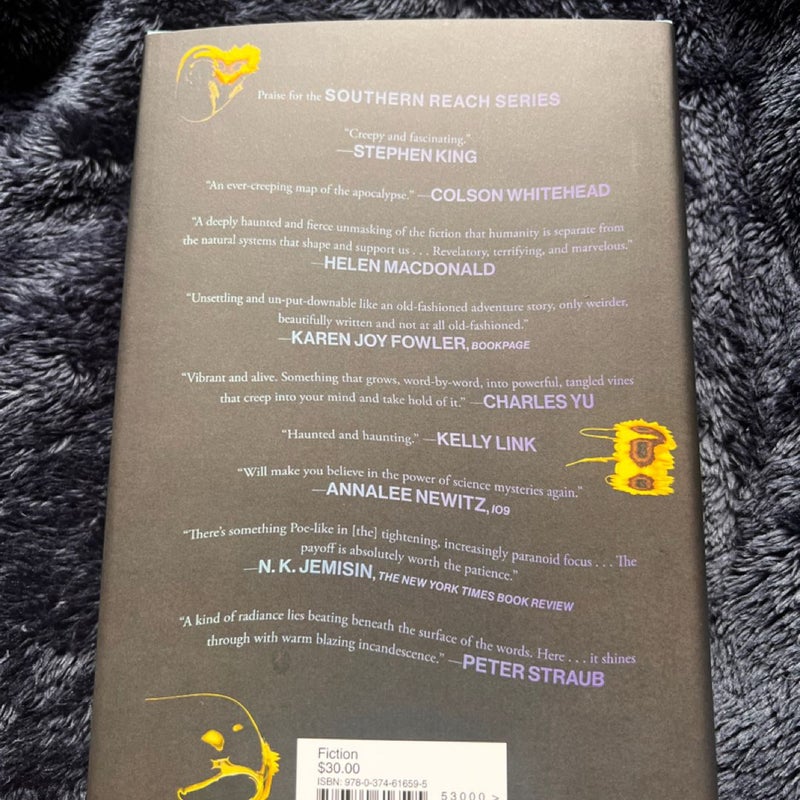 Praise for the SOUTHERN REACH SERIES
“Creepy and fascinating.”
—STEPHEN KING
“An ever-creeping map of the apocalypse.” —COLSON WHITEHEAD
“A deeply haunted and fierce unmasking of the fiction that humanity is separate from
the natural systems that shape and support us . . . Revelatory, terrifying, and marvelous.”
—HELEN MACDONALD
“Unsettling and un-put-downable like an old-fashioned adventure story, only weirder,
beautifully written and not at all old-fashioned.”
—KAREN JOY FOWLER, BOOKPAGE
“Vibrant and alive. Something that grows, word-by-word, into powerful, tangled vines
that creep into your mind and take hold of it.” —CHARLES YU
“Haunted and haunting.” —KELLY LINK
“Will make you believe in the power of science mysteries again.”
—ANNALEE NEWITZ, IO9
“There’s something Poe-like in [the] tightening, increasingly paranoid focus . . . The
payoff is absolutely worth the patience.”
—N. K. JEMISIN, THE NEW YORK TIMES BOOK REVIEW
“A kind of radiance lies beating beneath the surface of the words. Here . . . it shines
through with warm blazing incandescence.” —PETER STRAUB
Fiction
$30.00
ISBN: 978-0-374-61659-5
53000 >